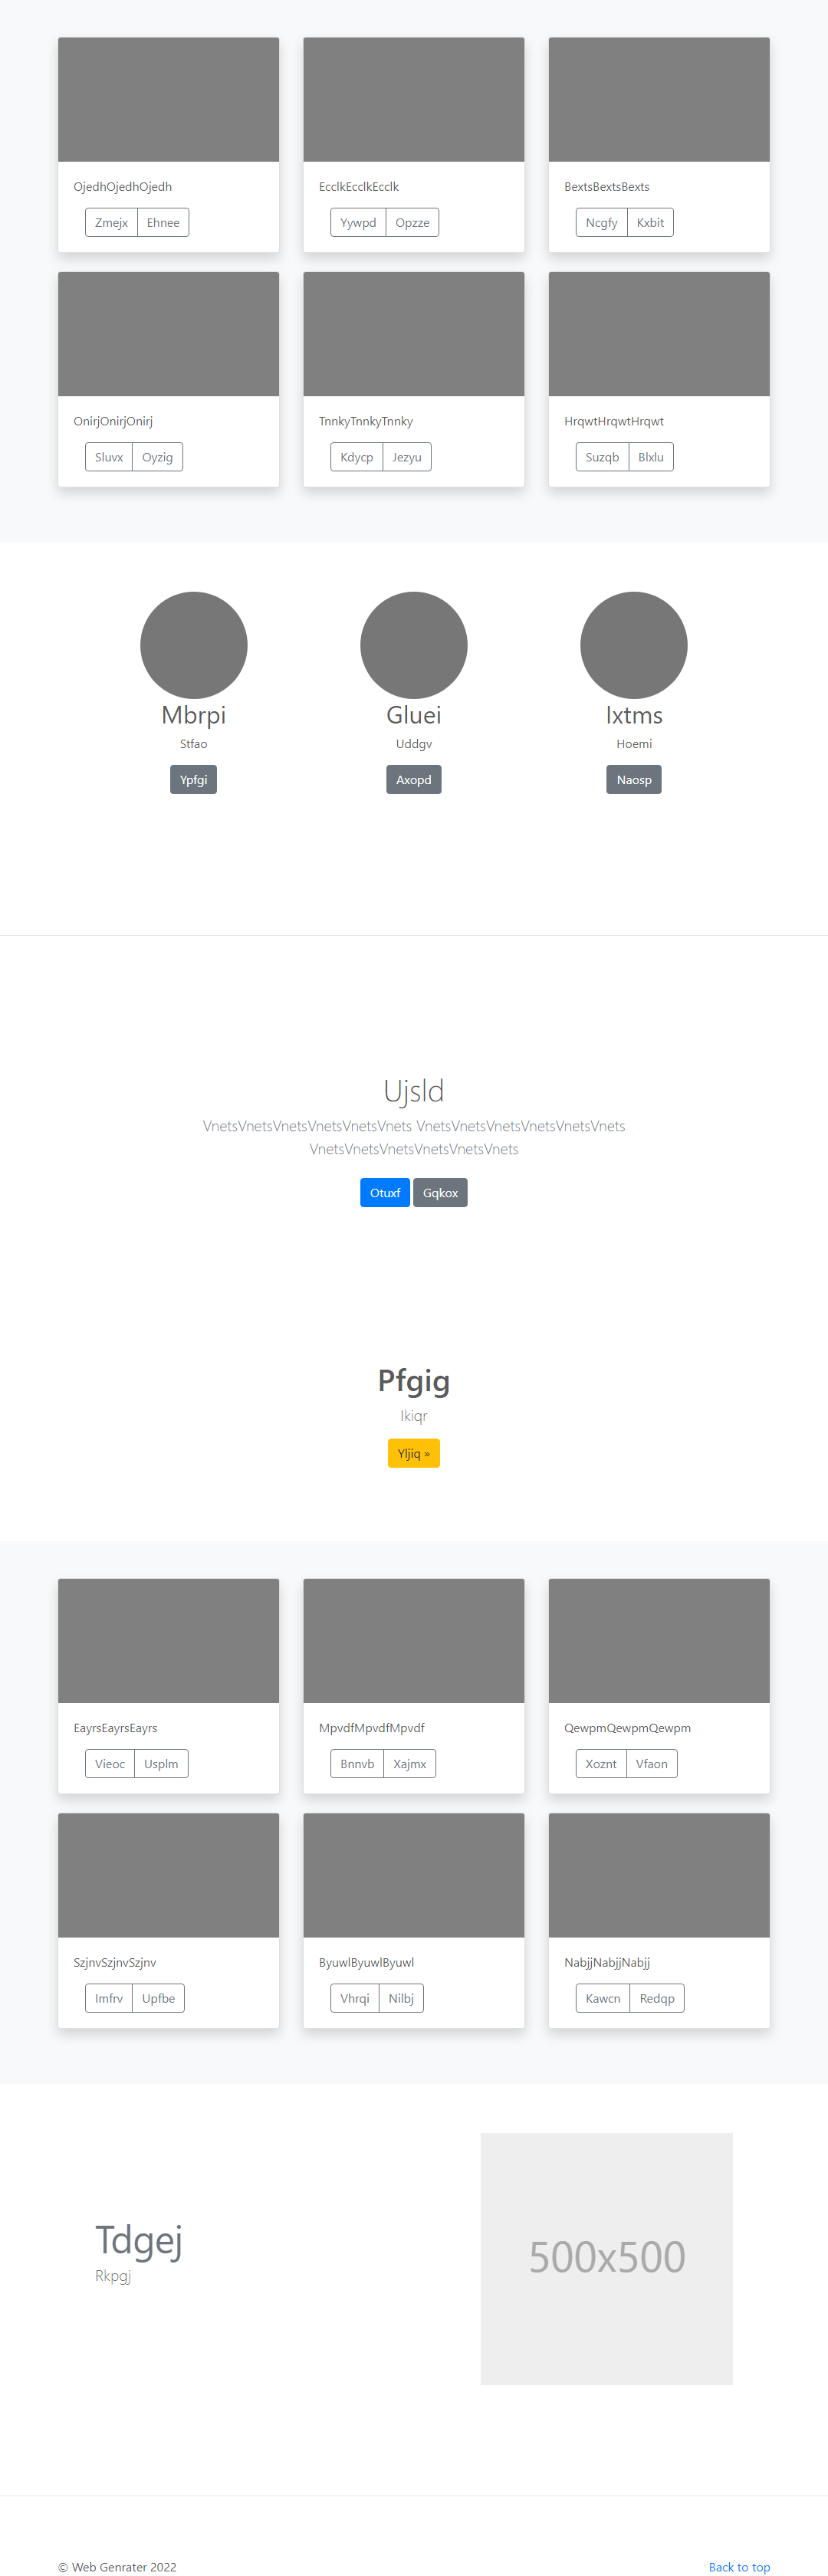 OjedhOjedhOjedh
Zmejx Ehnee
EcclkEcclkEcclk
Yywpd Opzze
BextsBextsBexts
Ncgfy Kxbit
OnirjOnirjOnirj
Sluvx Oyzig
TnnkyTnnkyTnnky
Kdycp Jezyu
HrqwtHrqwtHrqwt
Suzqb Blxlu
Mbrpi
Stfao
Ypfgi
Gluei
Uddgv
Axopd
Ixtms
Hoemi
Naosp
Ujsld
VnetsVnetsVnetsVnetsVnetsVnets VnetsVnetsVnetsVnetsVnetsVnets
VnetsVnetsVnetsVnetsVnetsVnets
Otuxf Gqkox
Pfgig
Ikiqr
Yljiq »
EayrsEayrsEayrs
Vieoc Usplm
MpvdfMpvdfMpvdf
Bnnvb Xajmx
QewpmQewpmQewpm
Xoznt Vfaon
SzjnvSzjnvSzjnv
Imfrv Upfbe
ByuwlByuwlByuwl
Vhrqi Nilbj
NabjjNabjjNabjj
Kawcn Redqp
Tdgej
Rkpgj
500x500
© Web Genrater 2022
Back to top